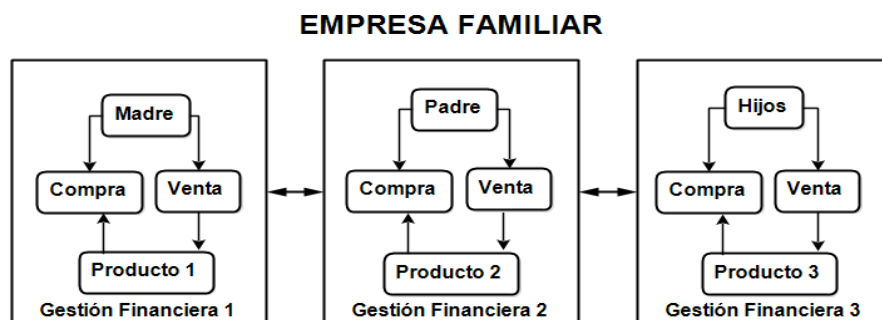 EMPRESA FAMILIAR
Madre
Compra
Venta
Producto 1
Gestión Financiera 1
Padre
Compra
Venta
Producto 2
Gestión Financiera 2
Hijos
Compra
Venta
Producto 3
Gestión Financiera 3